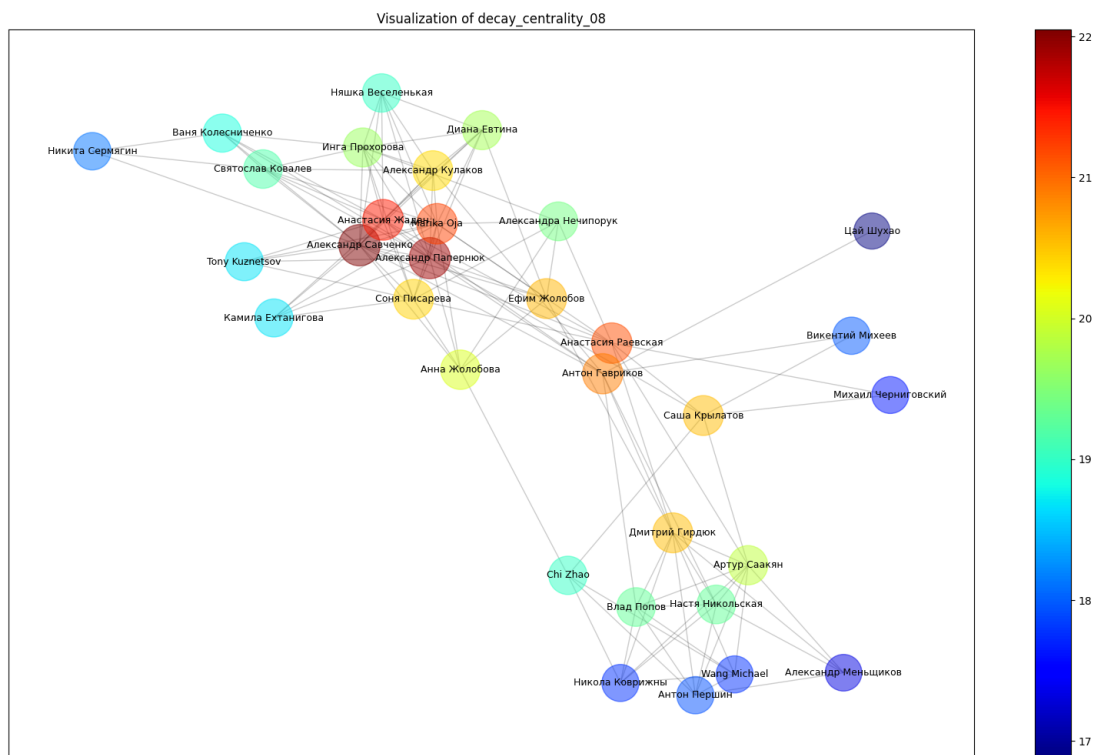 Visualization of decay_centrality_08
Няшка Веселенькая
Ваня Колесниченко
Диана Евтина
Никита Сермягин
Инга Прохорова
Святослав Ковалев
Александр Кулаков
Анастасия Жаден
Marika Oja
Александра Нечипорук
Цай Шухао
Александр Савченко
Александр Папернюк
Tony Kuznetsov
Соня Писарева
Ефим Жолобов
Камила Ехтанигова
Анастасия Раевская
Викентий Михеев
Анна Жолобова
Антон Гавриков
Михаил Черниговский
Саша Крылатов
Дмитрий Гирдюк
Артур Саакян
Chi Zhao
Влад Попов
Настя Никольская
Никола Коврижны
Wang Michael
Александр Меньщиков
Антон Першин
22
21
20
19
18
17